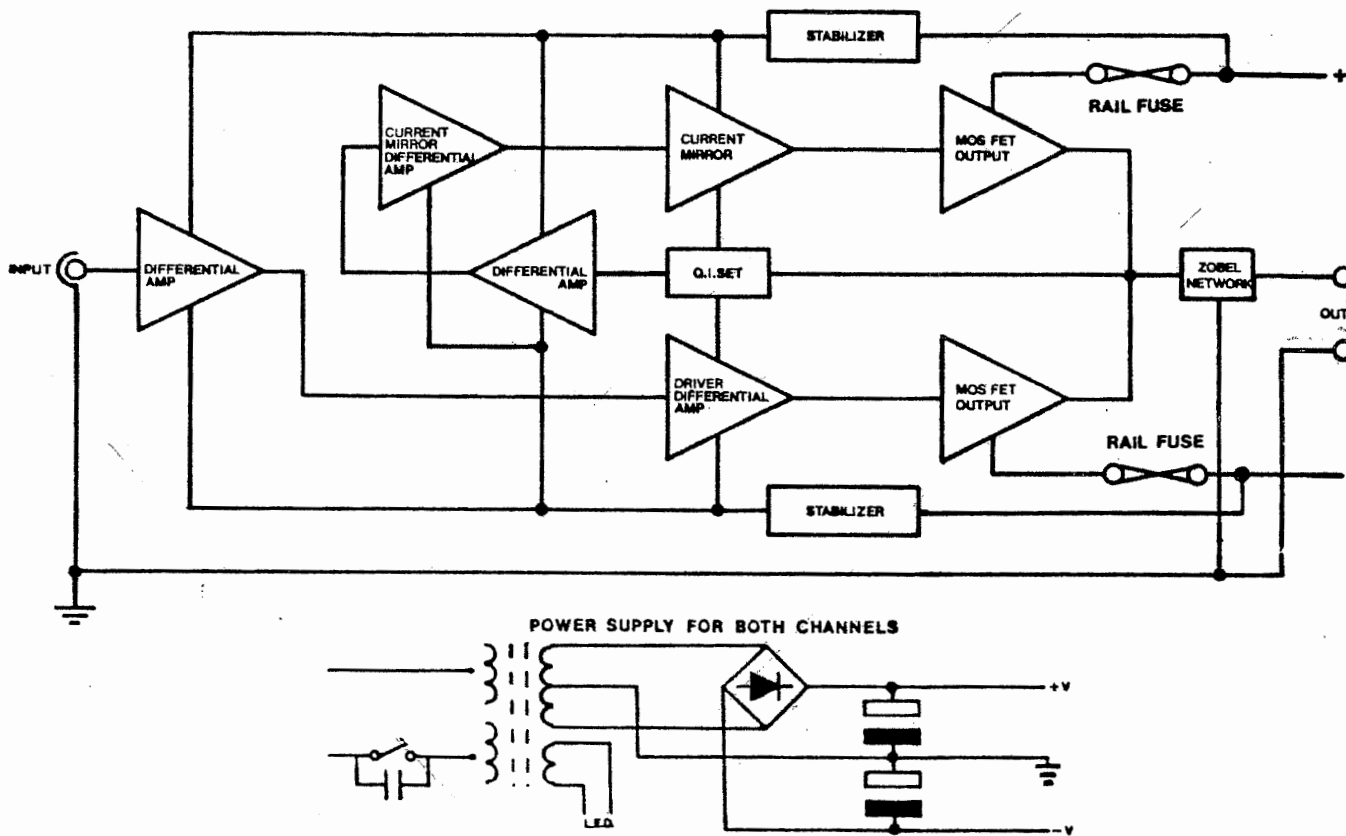 STABILIZER
+
RAIL FUSE
CURRENT
MIRROR
DIFFERENTIAL
AMP
CURRENT
MIRROR
MOS FET
OUTPUT
INPUT
DIFFERENTIAL
AMP
DIFFERENTIAL
AMP
Q.I.SET
ZOBEL
NETWORK
OUT
DRIVER
DIFFERENTIAL
AMP
MOS FET
OUTPUT
RAIL FUSE
STABILIZER
POWER SUPPLY FOR BOTH CHANNELS
+V
L.E.D.
-V